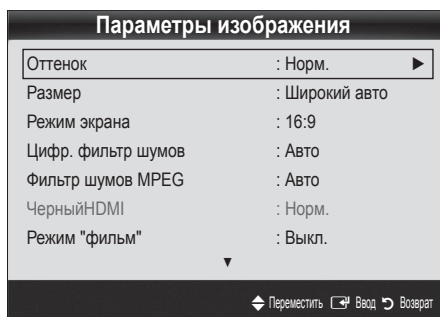 Параметры изображения
Оттенок : Норм. ▶
Размер : Широкий авто
Режим экрана : 16:9
Цифр. фильтр шумов : Авто
Фильтр шумов MPEG : Авто
ЧерныйHDMI : Норм.
Режим "фильм" : Выкл.
▼
Переместить Ввод Возврат